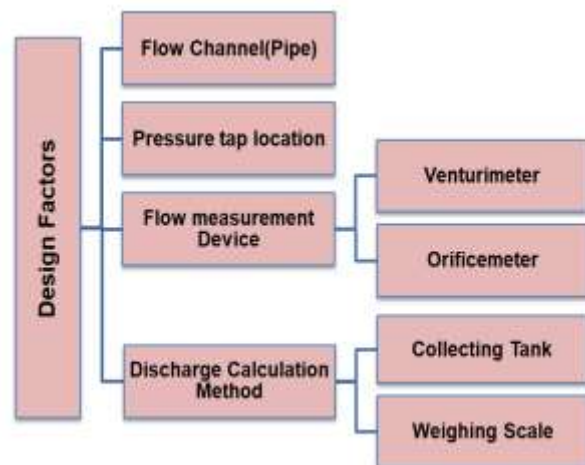 Design Factors
Flow Channel(Pipe)
Pressure tap location
Flow measurement
Device
Venturimeter
Orificemeter
Discharge Calculation
Method
Collecting Tank
Weighing Scale